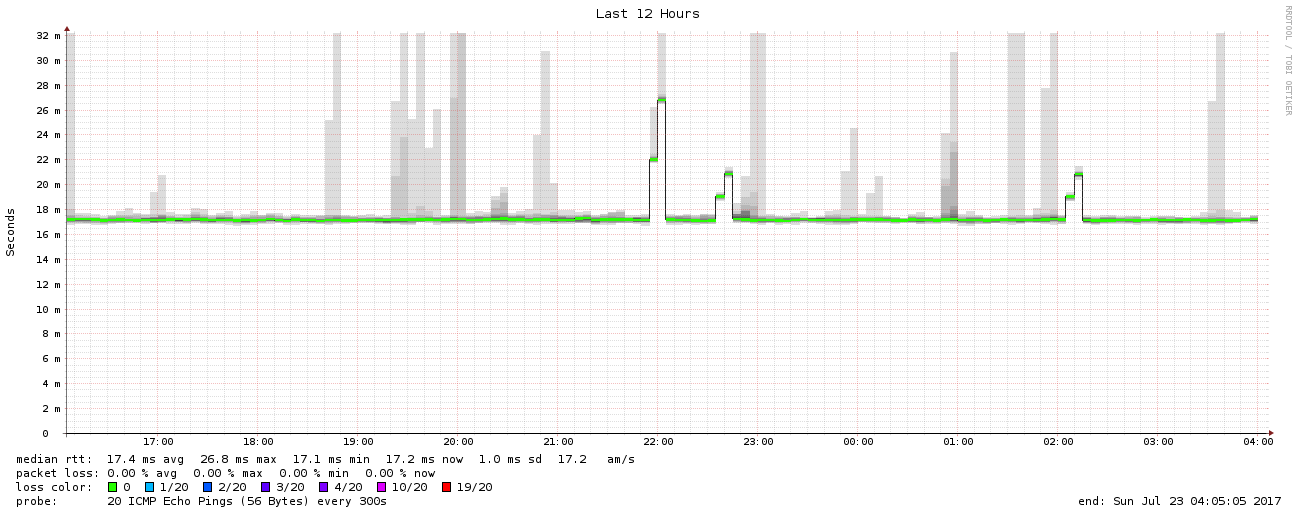 Last 12 Hours
RRDTOOL / TOBI OETIKER
Seconds
32 m
30 m
28 m
26 m
24 m
22 m
20 m
18 m
16 m
14 m
12 m
10 m
8 m
6 m
4 m
2 m
0
17:00 18:00 19:00 20:00 21:00 22:00 23:00 00:00 01:00 02:00 03:00 04:00
median rtt: 17.4 ms avg 26.8 ms max 17.1 ms min 17.2 ms now 1.0 ms sd 17.2 am/s
packet loss: 0.00 % avg 0.00 % max 0.00 % min 0.00 % now
loss color: 0 1/20 2/20 3/20 4/20 10/20 19/20
probe: 20 ICMP Echo Pings (56 Bytes) every 300s end: Sun Jul 23 04:05:05 2017